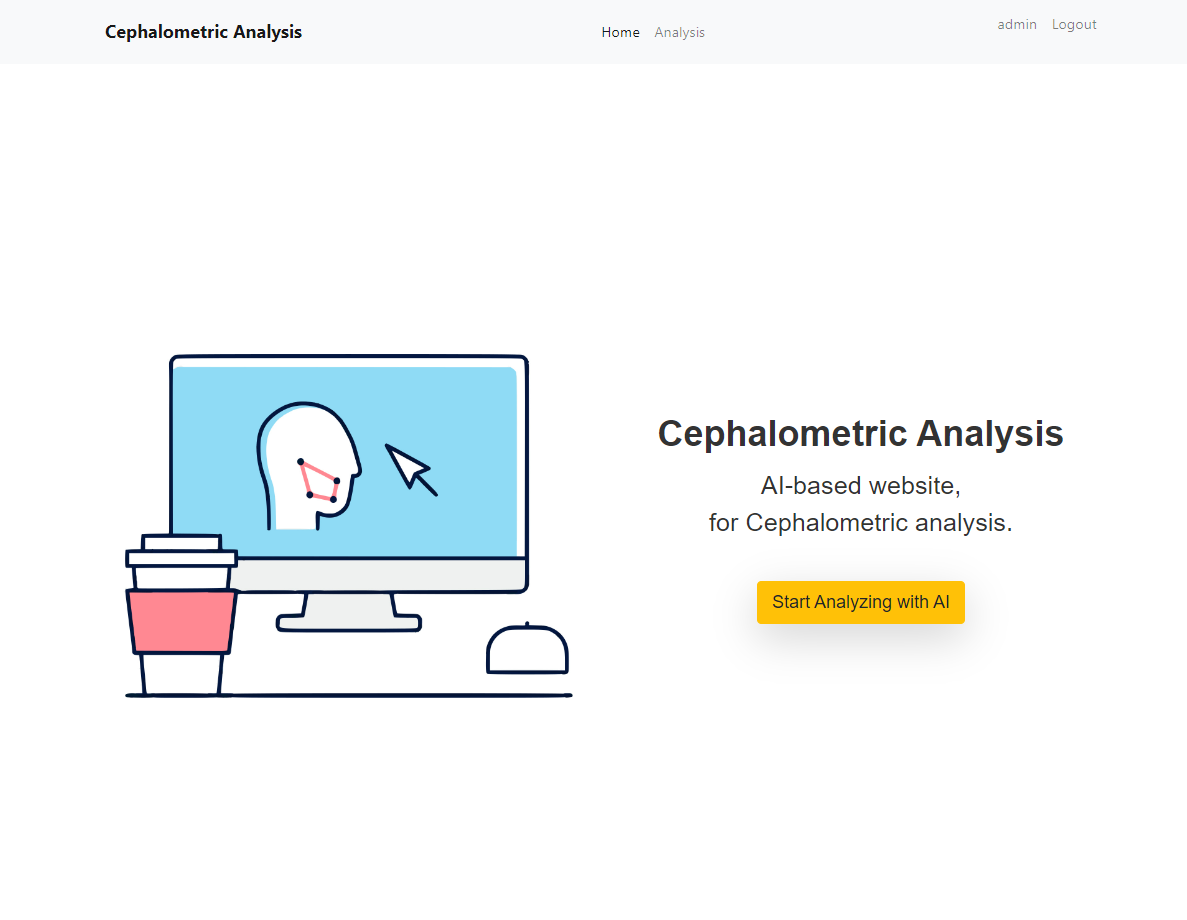 Cephalometric Analysis
Home Analysis
admin Logout
Cephalometric Analysis
AI-based website,
for Cephalometric analysis.
Start Analyzing with AI